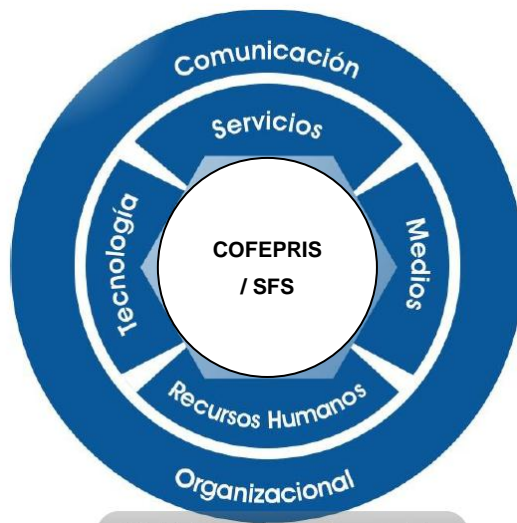 Comunicación
Servicios
Tecnología
COFEPRIS
/ SFS
Medios
Recursos Humanos
Organizacional